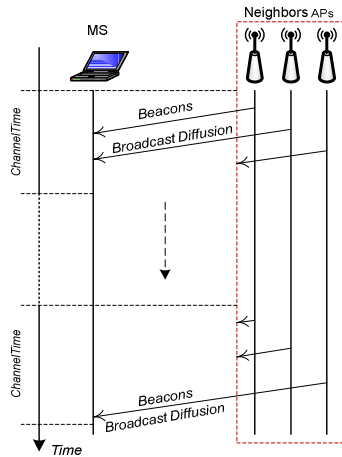 Neighbors APs
MS
ChannelTime
Beacons
Broadcast Diffusion
ChannelTime
Beacons
Broadcast Diffusion
Time